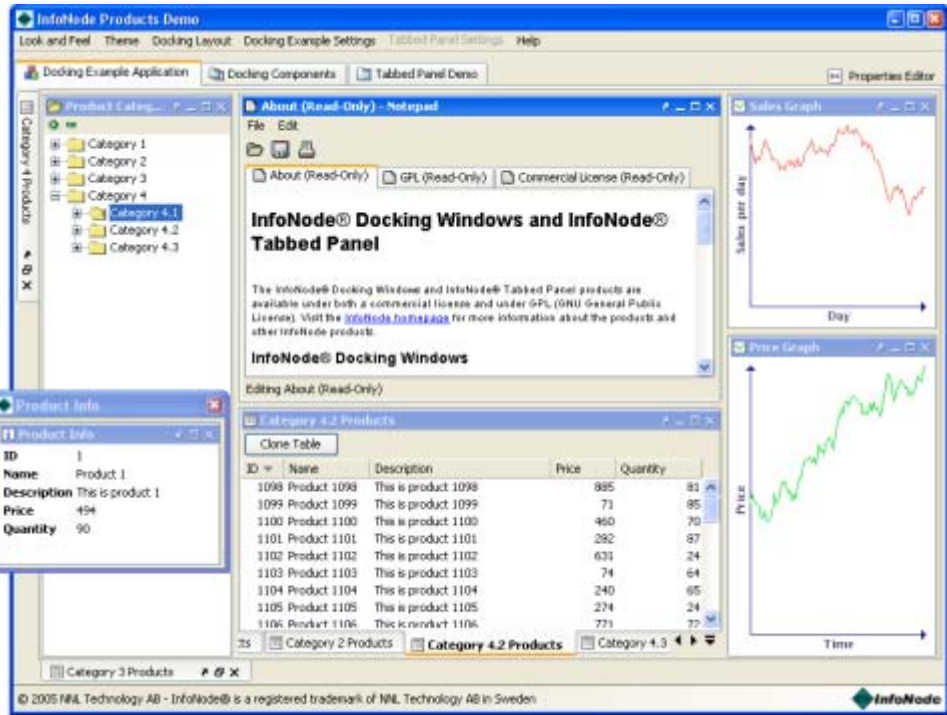 InfoNode Products Demo
Look and Feel Theme Docking Layout Docking Example Settings Tabbed Panel Settings Help
Docking Example Application Docking Components Tabbed Panel Demo Properties Editor
Category 4 Products
Product Categ...
Category 1
Category 2
Category 3
Category 4
Category 4.1
Category 4.2
Category 4.3
About (Read-Only) - Notepad
File Edit
About (Read-Only) GPL (Read-Only) Commercial License (Read-Only)
InfoNode® Docking Windows and InfoNode®
Tabbed Panel
The InfoNode® Docking Windows and InfoNode® Tabbed Panel products are
available under both a commercial license and under GPL (GNU General Public
License). Visit the InfoNode homepage for more information about the products and
other InfoNode products.
InfoNode® Docking Windows
Editing About (Read-Only)
Sales Graph
Sales per day
Day
Price Graph
Price
Time
Product Info
Product Info
ID 1
Name Product 1
Description This is product 1
Price 494
Quantity 90
Category 4.2 Products
Clone Table
ID Name Description Price Quantity
1098 Product 1098 This is product 1098 885 81
1099 Product 1099 This is product 1099 71 85
1100 Product 1100 This is product 1100 460 70
1101 Product 1101 This is product 1101 282 87
1102 Product 1102 This is product 1102 631 24
1103 Product 1103 This is product 1103 74 64
1104 Product 1104 This is product 1104 240 65
1105 Product 1105 This is product 1105 274 24
1106 Product 1106 This is product 1106 771 72
cts Category 2 Products Category 4.2 Products Category 4.3
Category 3 Products
© 2005 NNL Technology AB - InfoNode® is a registered trademark of NNL Technology AB in Sweden
InfoNode